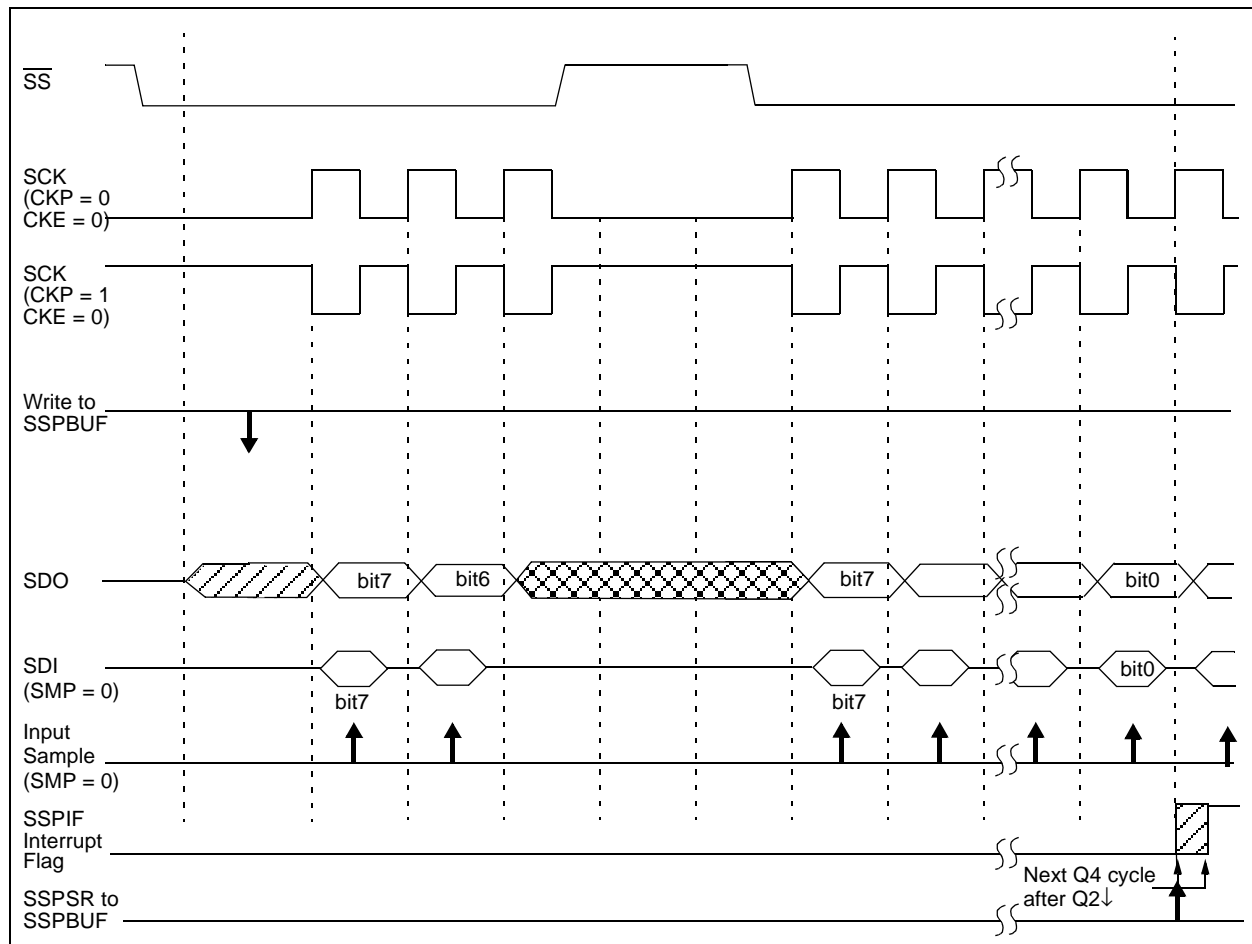 SS
SCK
(CKP = 0
CKE = 0)
SCK
(CKP = 1
CKE = 0)
Write to
SSPBUF
SDO
bit7
bit6
bit7
bit0
SDI
(SMP = 0)
bit7
bit7
bit0
Input
Sample
(SMP = 0)
SSPIF
Interrupt
Flag
Next Q4 cycle
after Q2↓
SSPSR to
SSPBUF